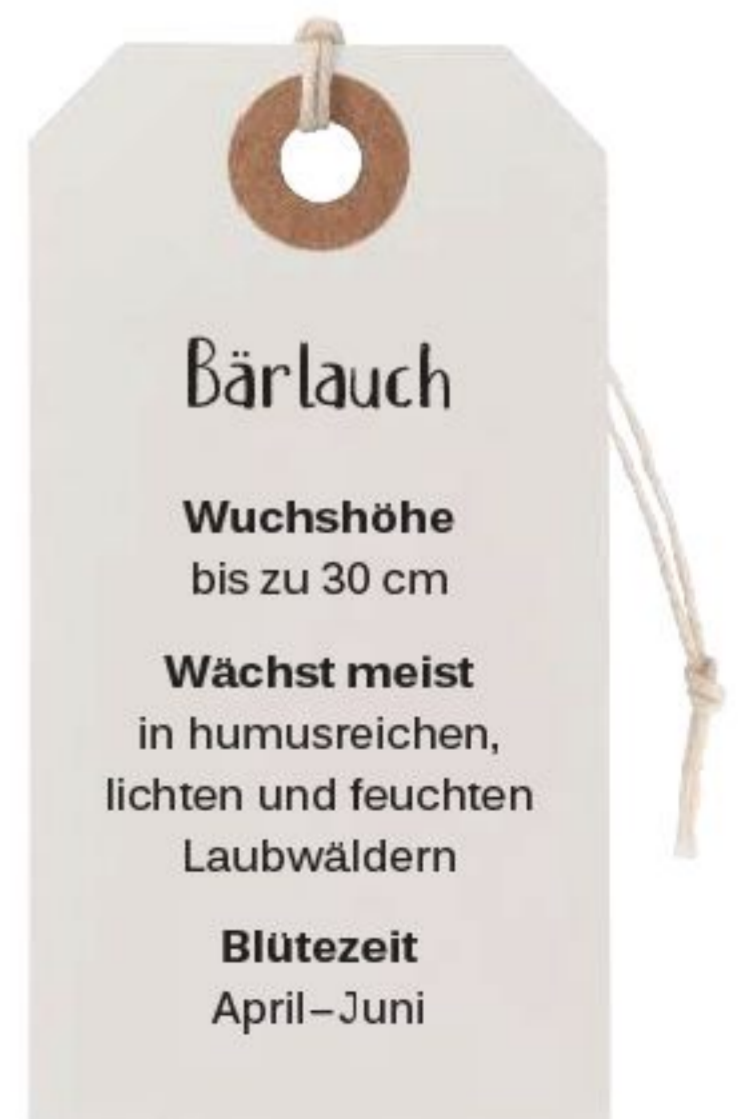 Bärlauch
Wuchshöhe
bis zu 30 cm
Wächst meist
in humusreichen,
lichten und feuchten
Laubwäldern
Blütezeit
April–Juni